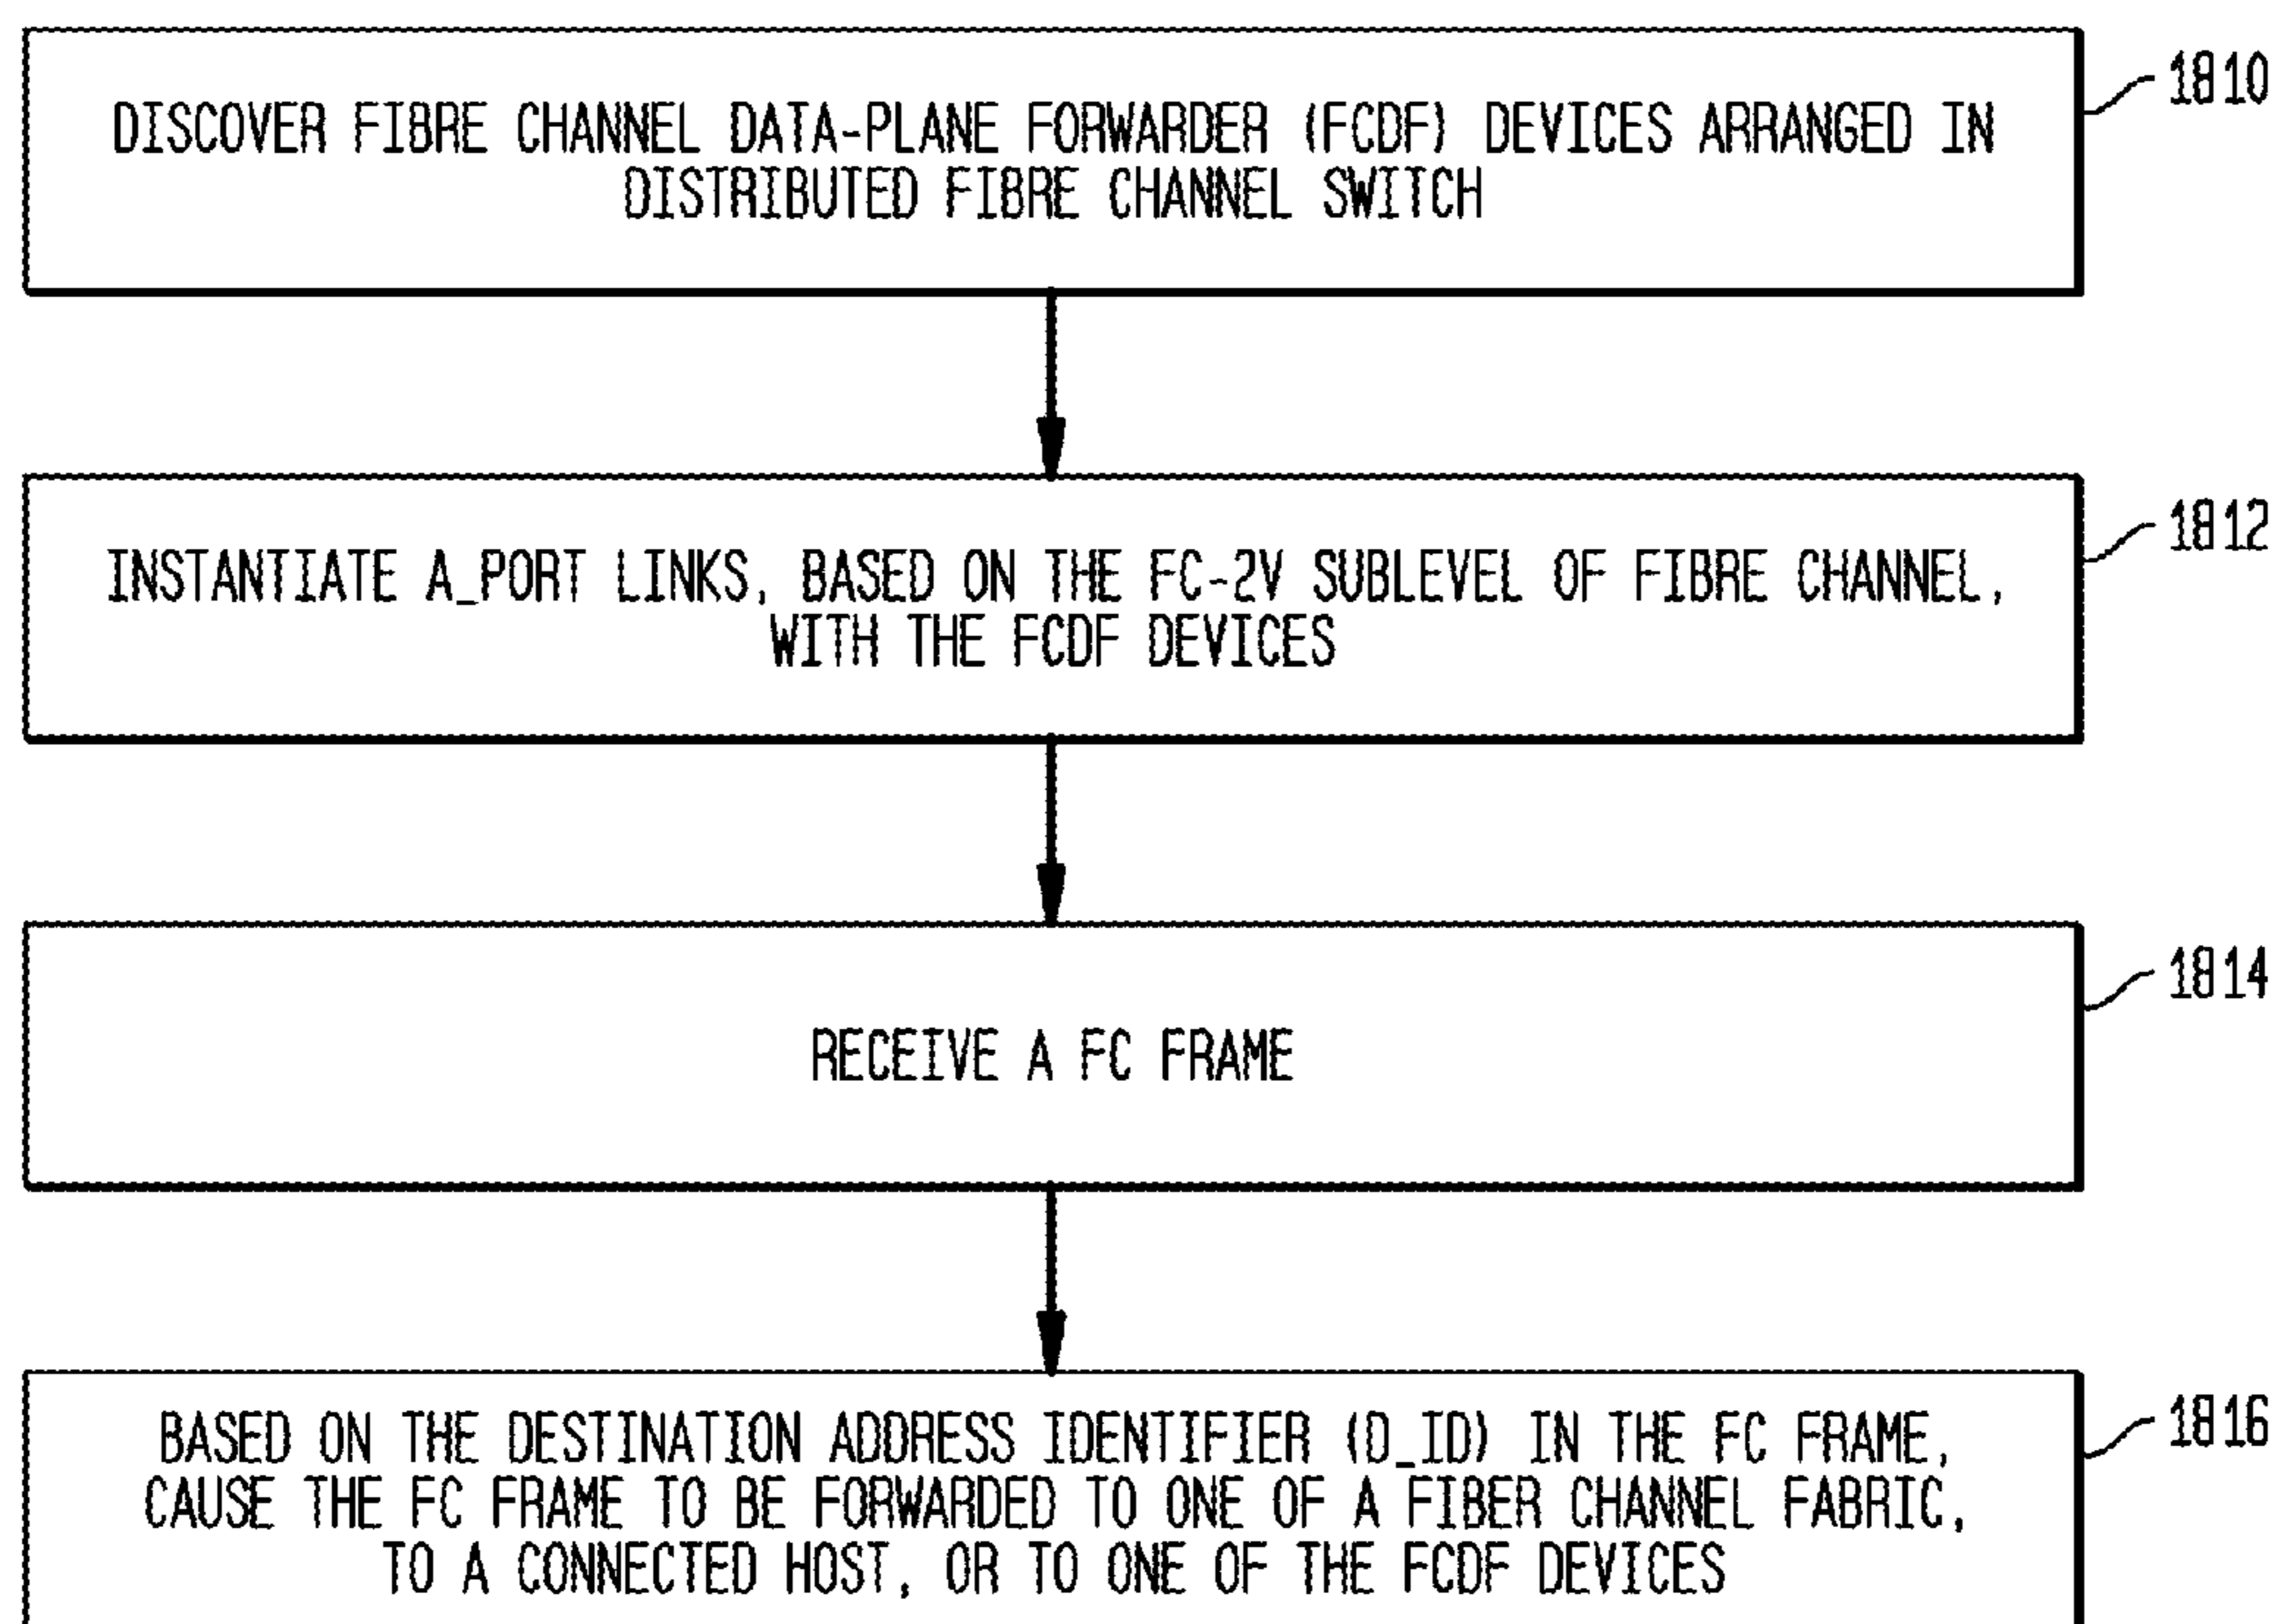 DISCOVER FIBRE CHANNEL DATA-PLANE FORWARDER (FCDF) DEVICES ARRANGED IN
DISTRIBUTED FIBRE CHANNEL SWITCH
1810
INSTANTIATE A_PORT LINKS, BASED ON THE FC-2V SUBLEVEL OF FIBRE CHANNEL,
WITH THE FCDF DEVICES
1812
RECEIVE A FC FRAME
1814
BASED ON THE DESTINATION ADDRESS IDENTIFIER (D_ID) IN THE FC FRAME,
CAUSE THE FC FRAME TO BE FORWARDED TO ONE OF A FIBER CHANNEL FABRIC,
TO A CONNECTED HOST, OR TO ONE OF THE FCDF DEVICES
1816